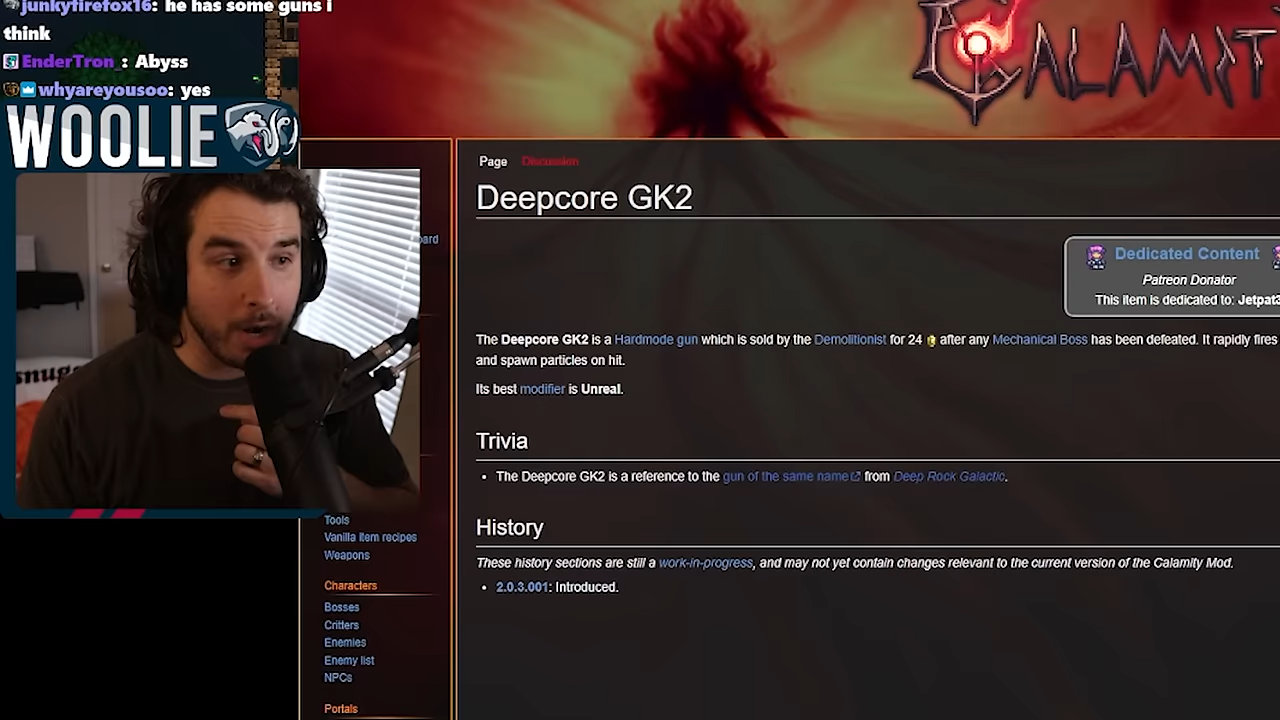 junkyfirefox16: he has some guns i
think
EnderTron_: Abyss
whyareyousoo: yes
WOOLIE
CALAMIT
Page Discussion
Deepcore GK2
Dedicated Content
Patreon Donator
This item is dedicated to:
The Deepcore GK2 is a Hardmode gun which is sold by the Demolitionist for 24 after any Mechanical Boss has been defeated. It rapidly fires
and spawn particles on hit.
Its best modifier is Unreal.
Trivia
• The Deepcore GK2 is a reference to the gun of the same name from Deep Rock Galactic.
History
These history sections are still a work-in-progress, and may not yet contain changes relevant to the current version of the Calamity Mod.
• 2.0.3.001: Introduced.
Tools
Vanilla item recipes
Weapons
Characters
Bosses
Critters
Enemies
Enemy list
NPCs
Portals